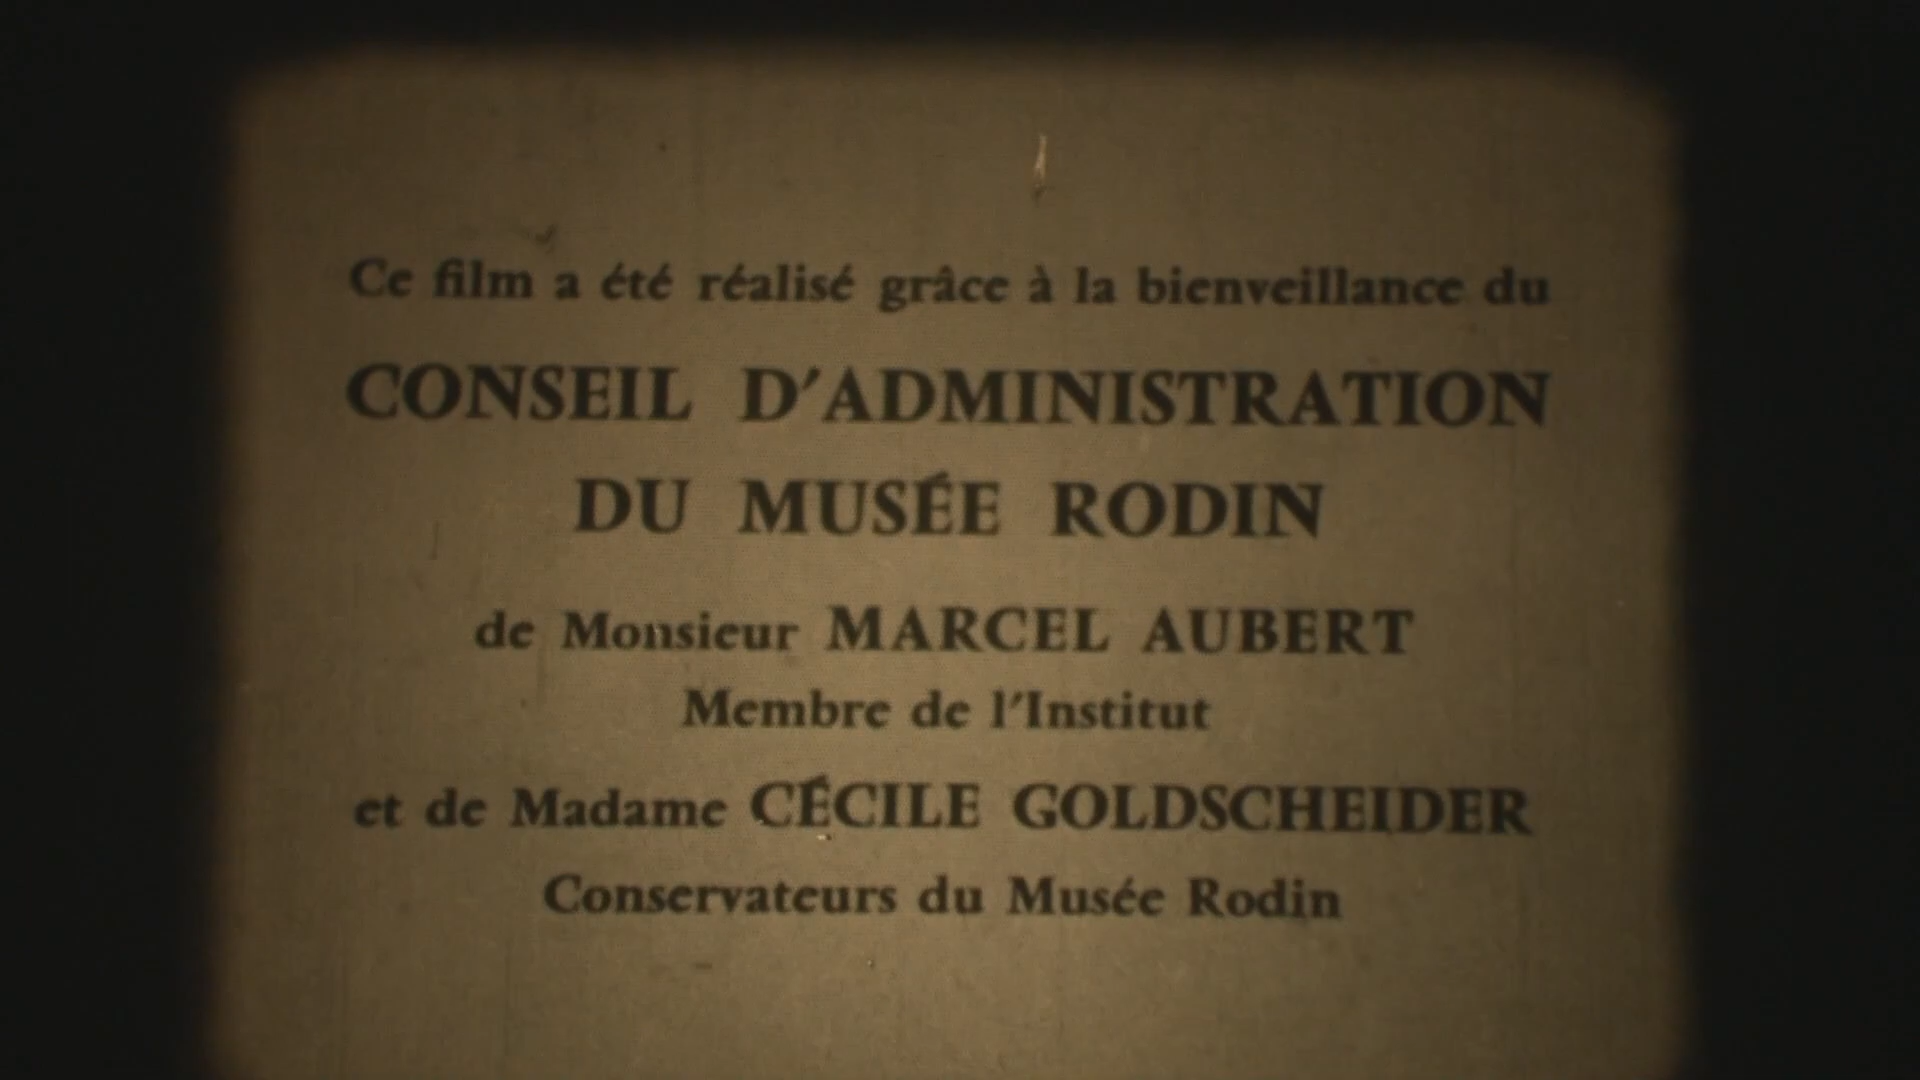 Ce film a été réalisé grâce à la bienveillance du
CONSEIL D'ADMINISTRATION
DU MUSÉE RODIN
de Monsieur MARCEL AUBERT
Membre de l'Institut
et de Madame CÉCILE GOLDSCHEIDER
Conservateurs du Musée Rodin